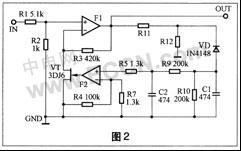 R1 5.1k
F1
OUT
IN
R2
1k
R3 420k
R11
R12
VD
1N4148
VT
3DJ6
F2
R5 1.3k
R9 200k
R4 100k
R7
1.3k
C2
474
R10
200k
C1
474
GND
图2